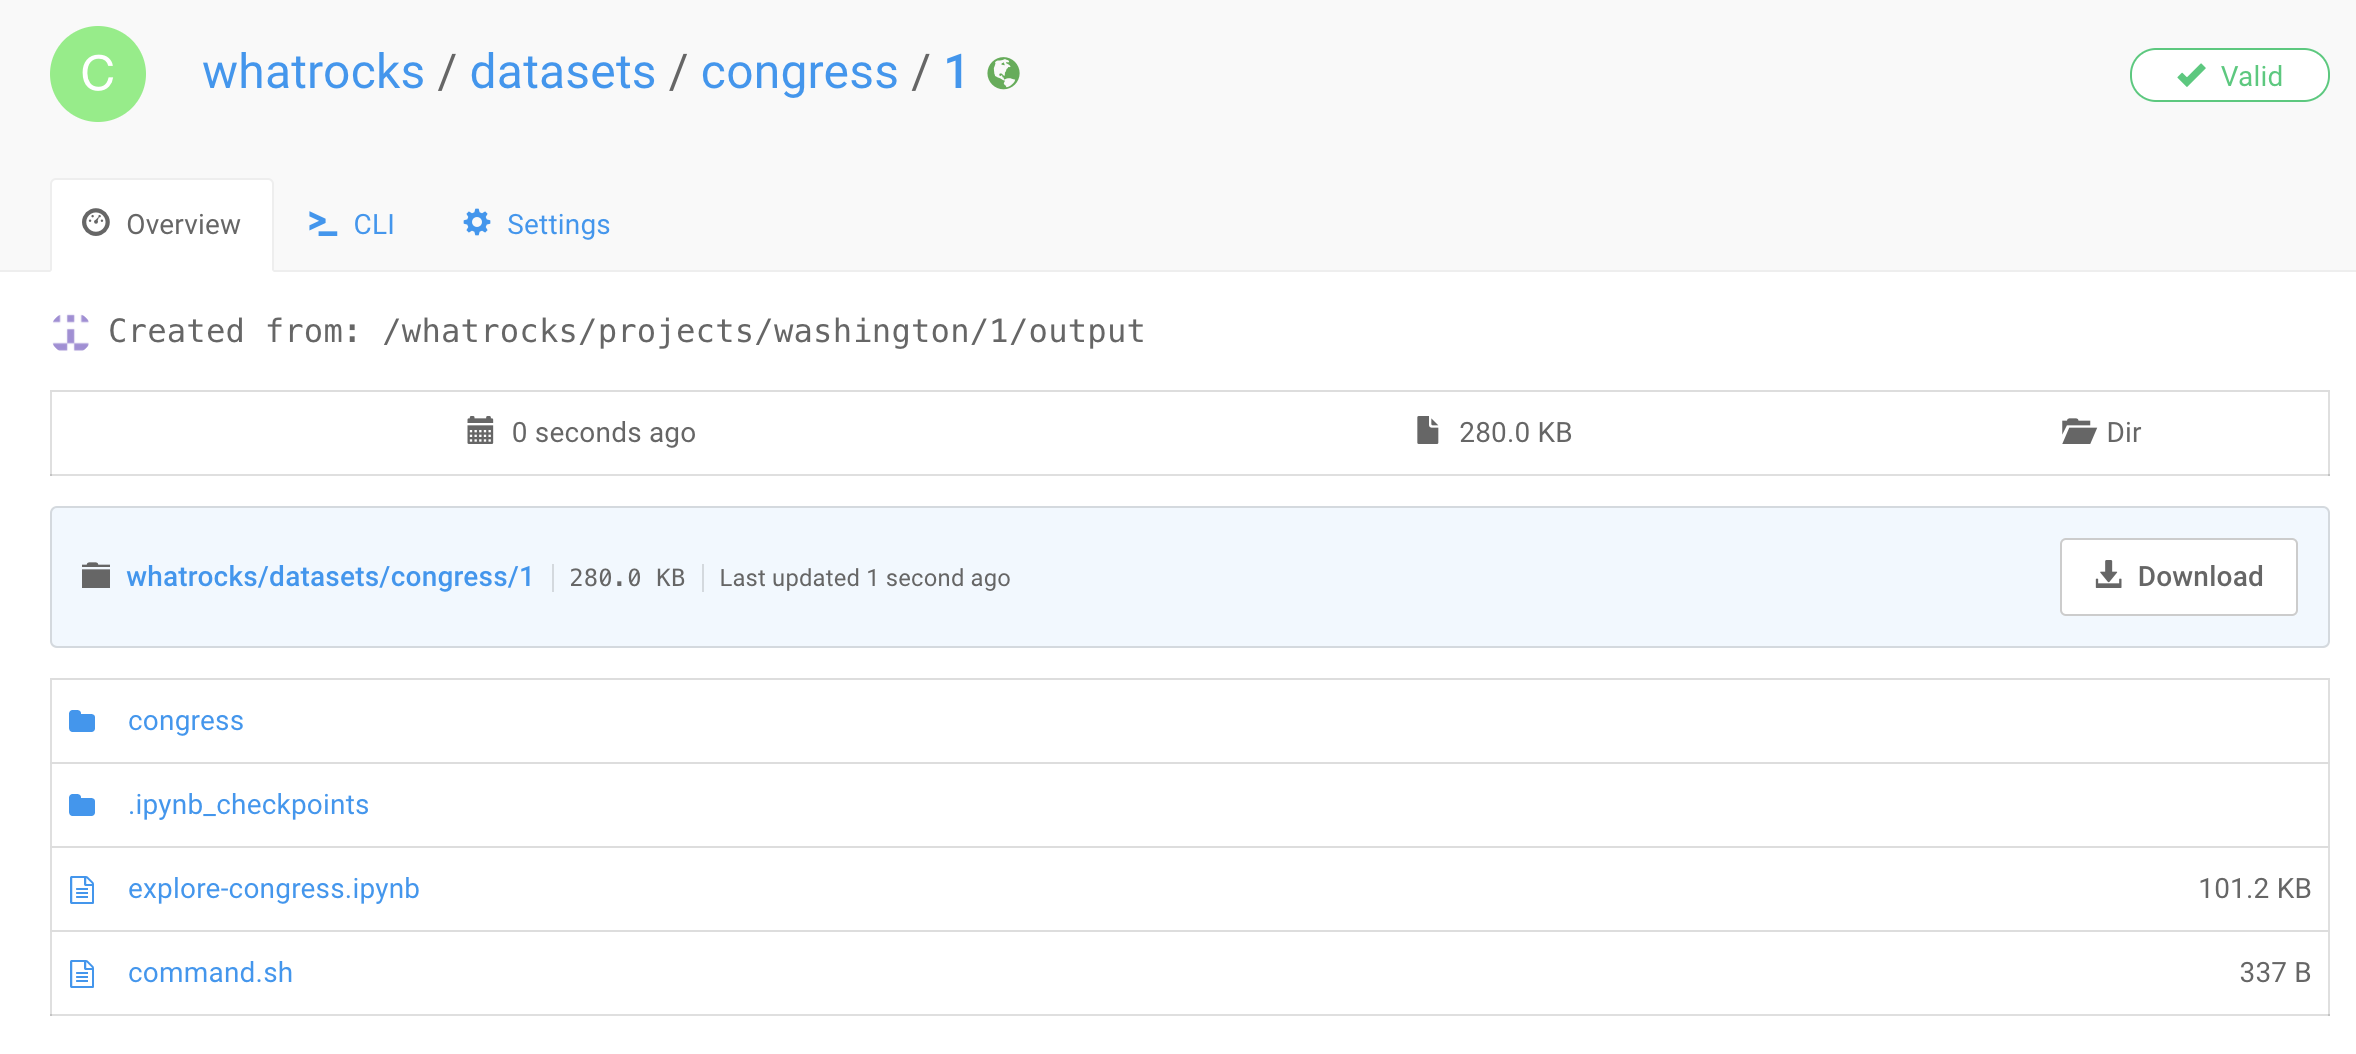 C
whatrocks / datasets / congress / 1
Valid
Overview
CLI
Settings
Created from: /whatrocks/projects/washington/1/output
0 seconds ago
280.0 KB
Dir
whatrocks/datasets/congress/1 280.0 KB Last updated 1 second ago
Download
congress
.ipynb_checkpoints
explore-congress.ipynb 101.2 KB
command.sh 337 B